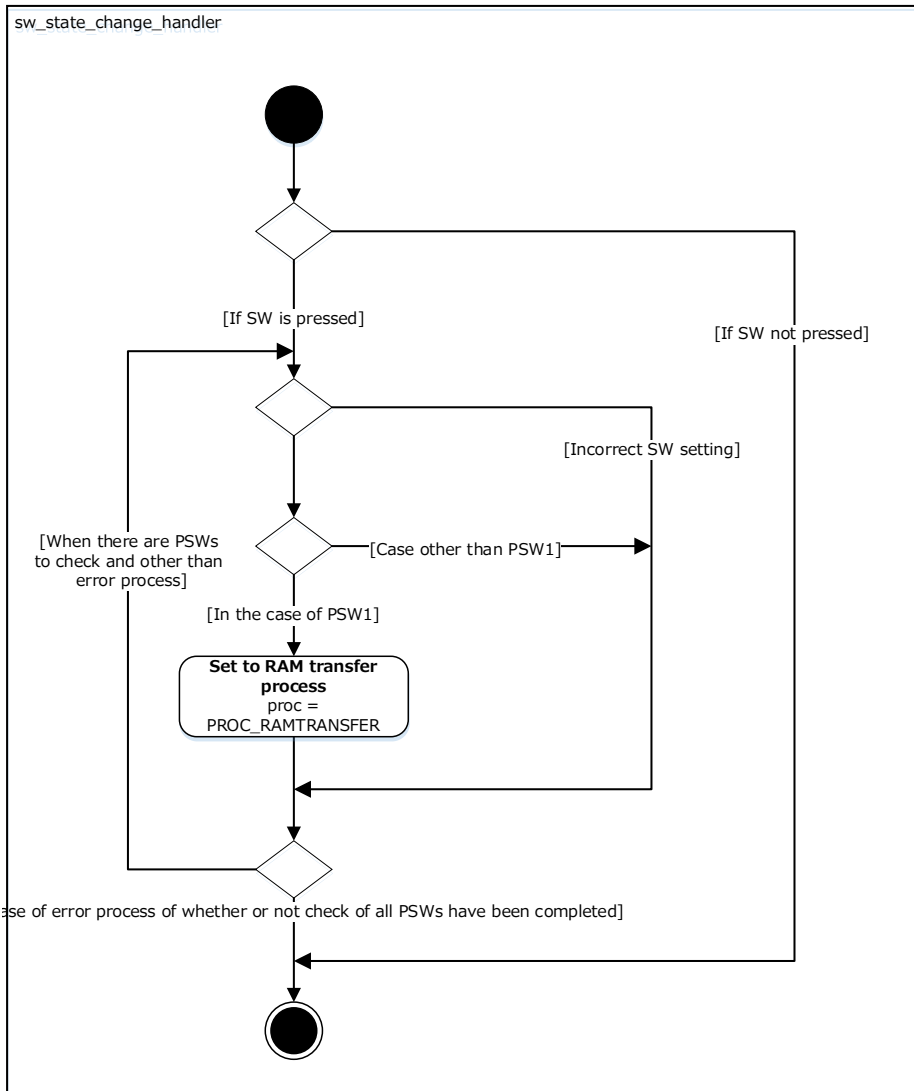 sw_state_change_handler
[If SW is pressed]
[If SW not pressed]
[Incorrect SW setting]
[When there are PSWs
to check and other than
error process]
[Case other than PSW1]
[In the case of PSW1]
Set to RAM transfer
process
proc =
PROC_RAMTRANSFER
of error process of whether or not check of all PSWs have been completed]